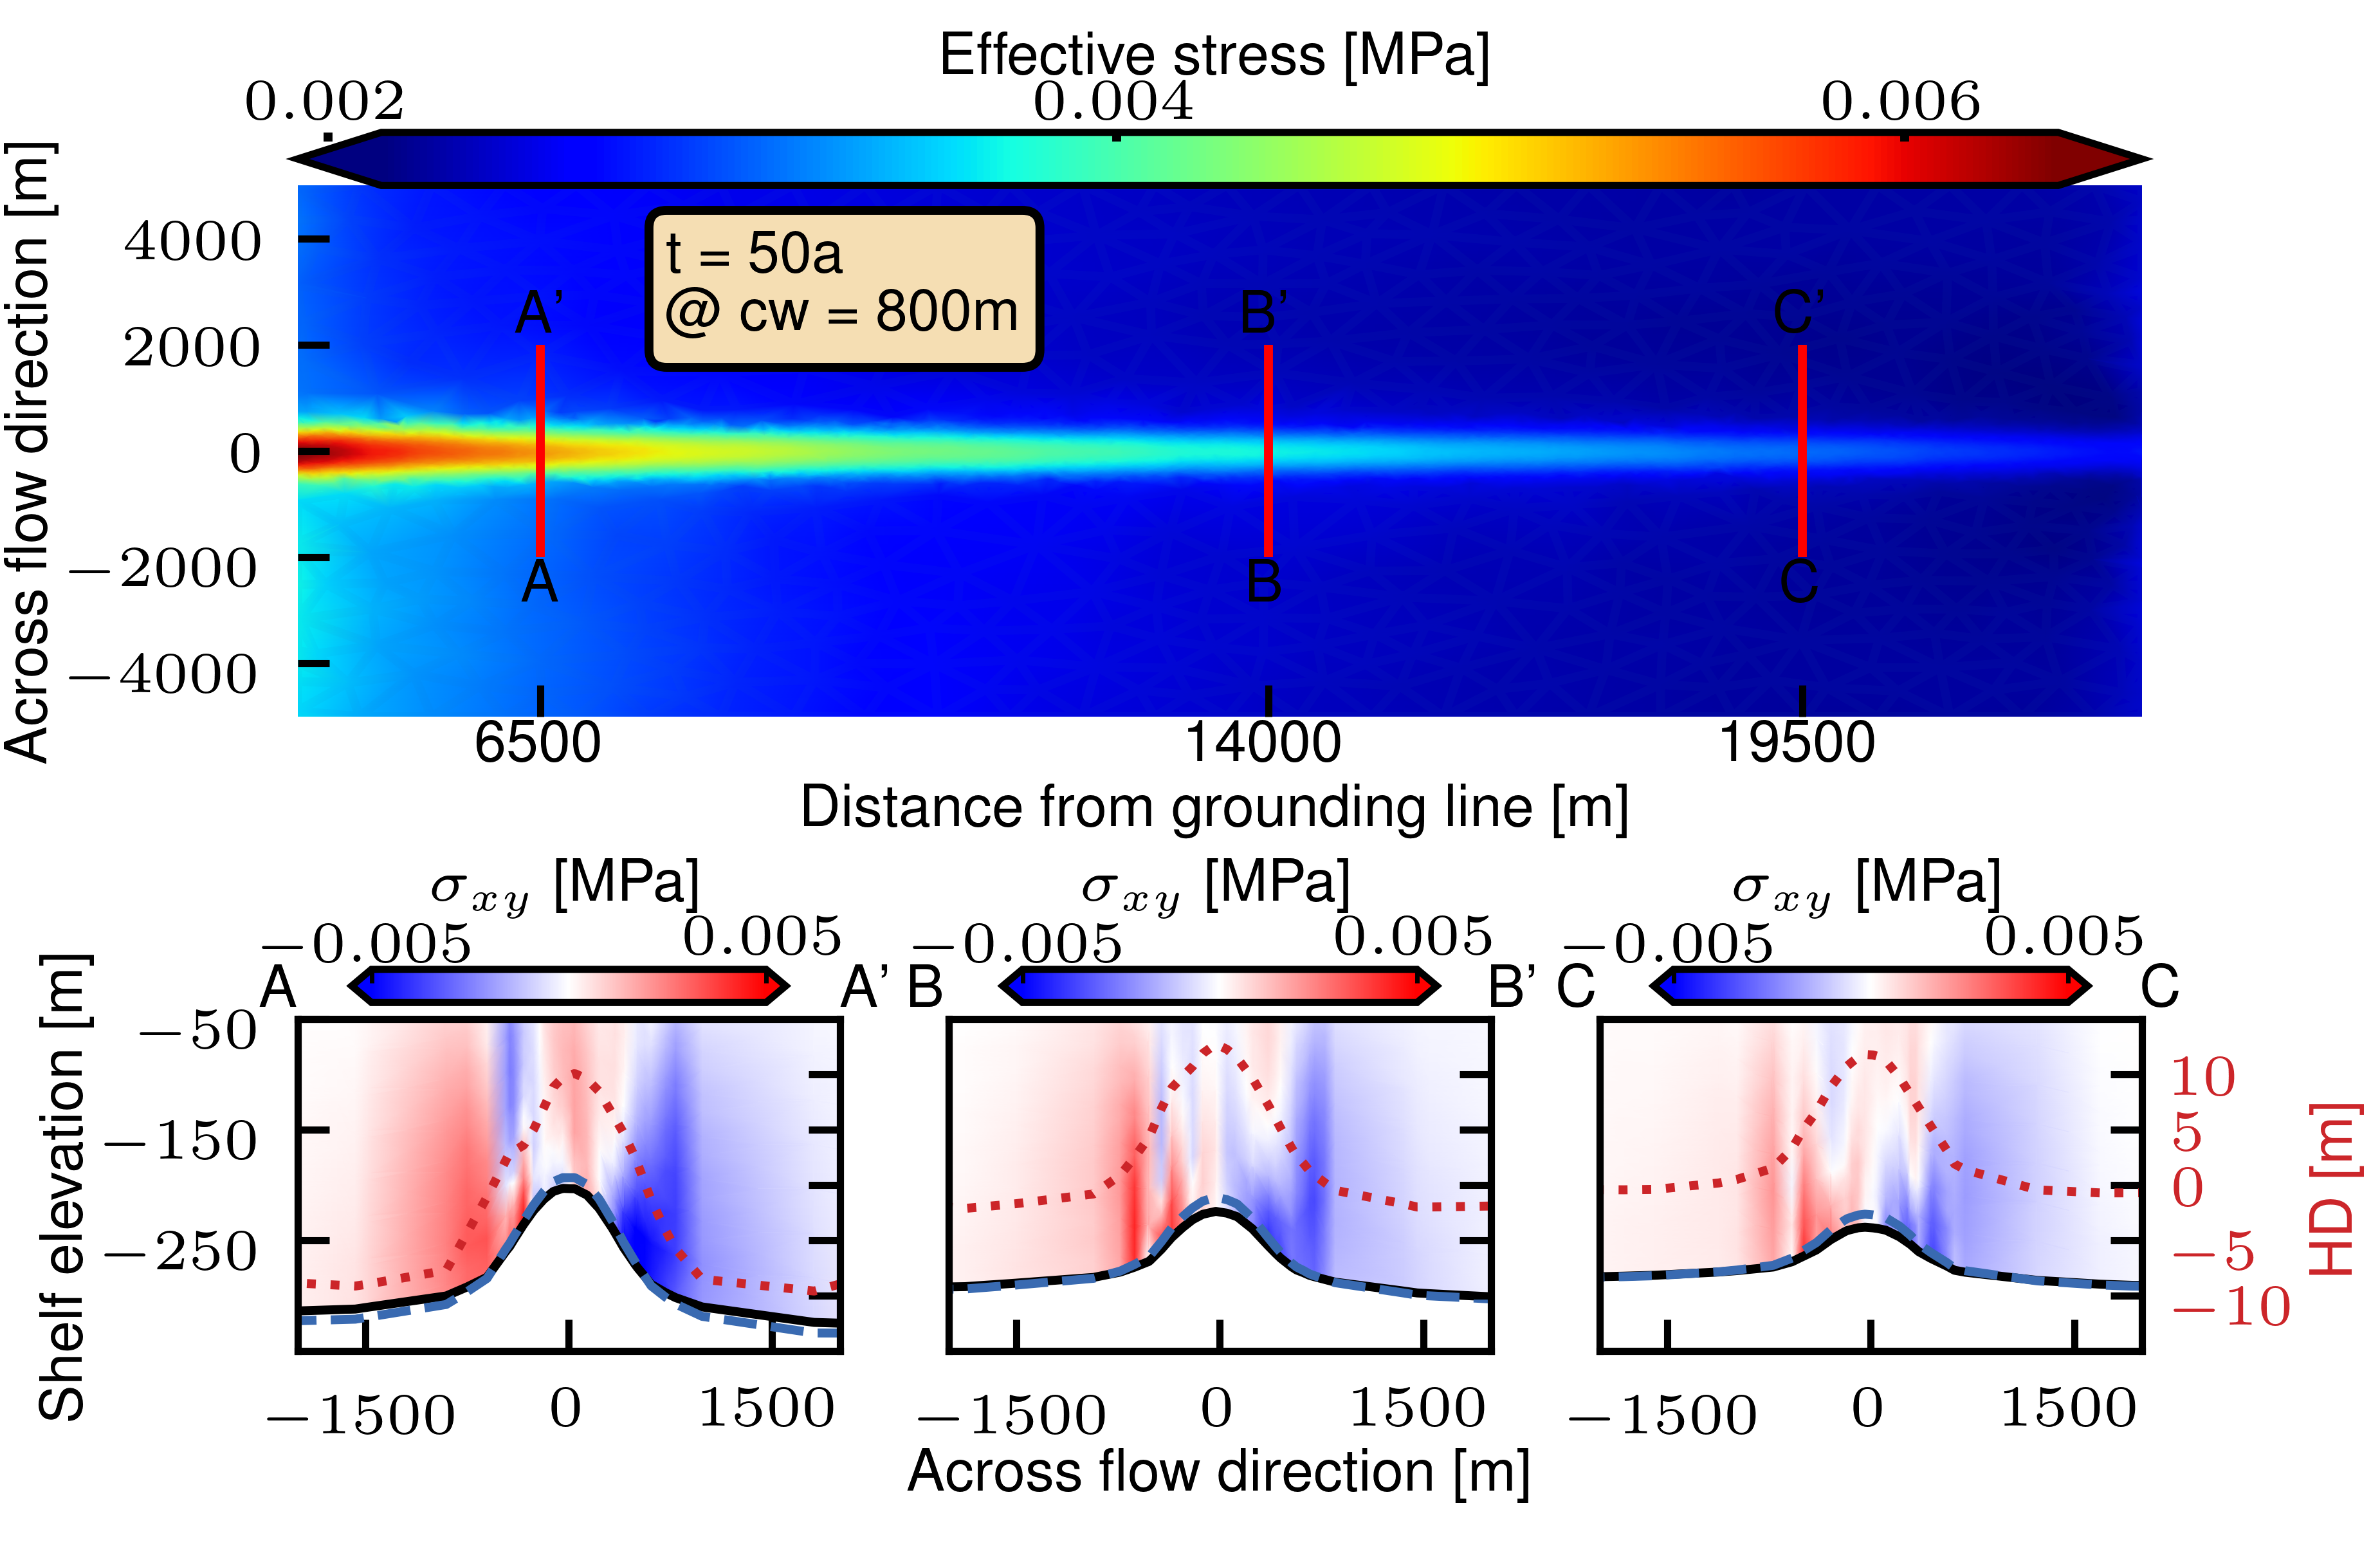 Effective stress [MPa]
0.002 0.004 0.006
Across flow direction [m]
4000
2000
0
−2000
−4000
t = 50a
@ cw = 800m
A’ B’ C’
A B C
6500 14000 19500
Distance from grounding line [m]
σxy [MPa] σxy [MPa] σxy [MPa]
−0.005 0.005 −0.005 0.005 −0.005 0.005
A A’ B B’ C C
Shelf elevation [m]
−50
−150
−250
10
5
0
−5
−10
HD [m]
−1500 0 1500 −1500 0 1500 −1500 0 1500
Across flow direction [m]